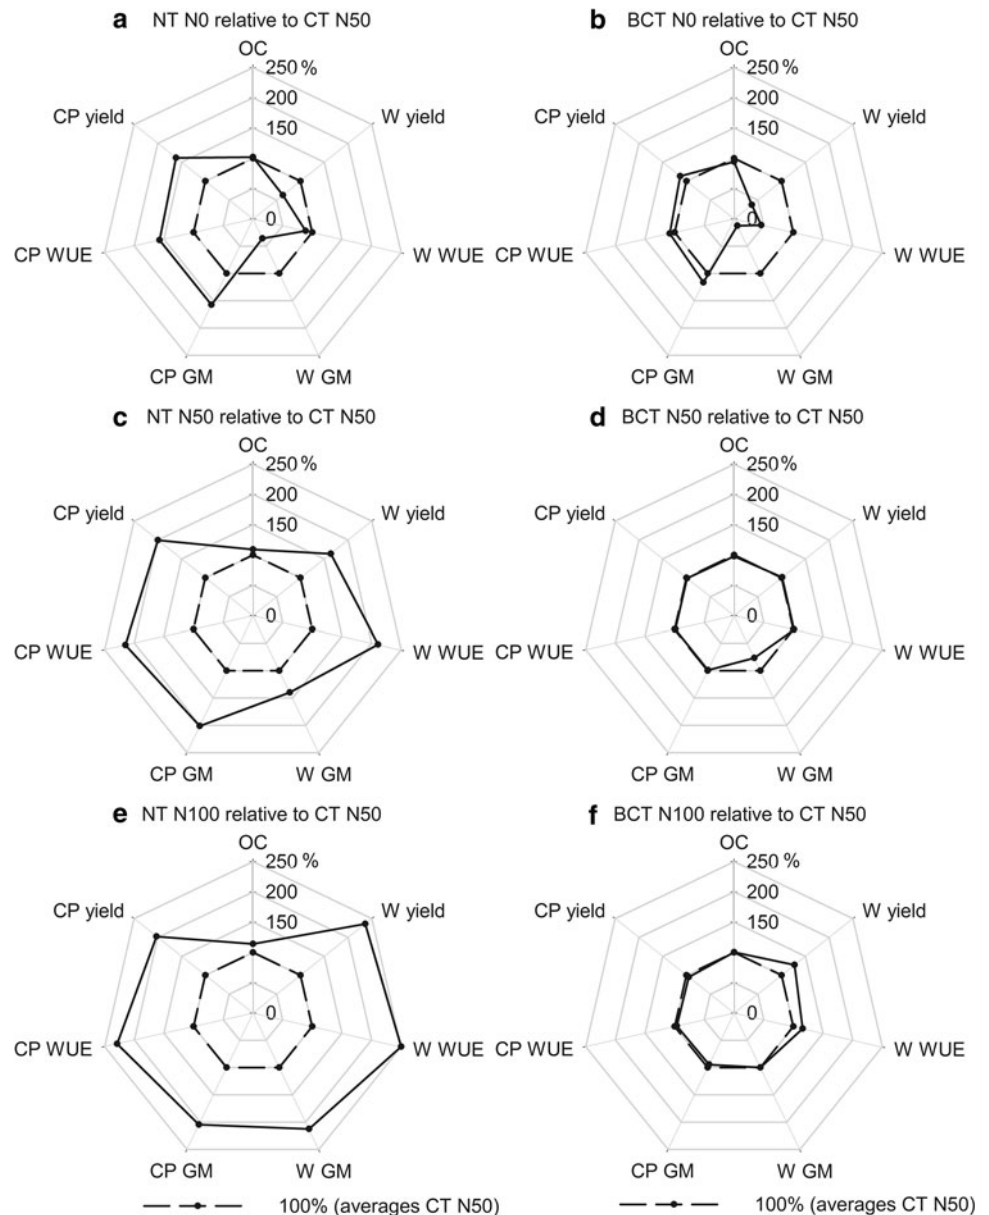 a NT N0 relative to CT N50
OC
250 %
200
150
0
W yield
W WUE
W GM
CP GM
CP WUE
CP yield
b BCT N0 relative to CT N50
OC
250 %
200
150
0
W yield
W WUE
W GM
CP GM
CP WUE
CP yield
c NT N50 relative to CT N50
OC
250 %
200
150
0
W yield
W WUE
W GM
CP GM
CP WUE
CP yield
d BCT N50 relative to CT N50
OC
250 %
200
150
0
W yield
W WUE
W GM
CP GM
CP WUE
CP yield
e NT N100 relative to CT N50
OC
250 %
200
150
0
W yield
W WUE
W GM
CP GM
CP WUE
CP yield
f BCT N100 relative to CT N50
OC
250 %
200
150
0
W yield
W WUE
W GM
CP GM
CP WUE
CP yield
100% (averages CT N50)
100% (averages CT N50)